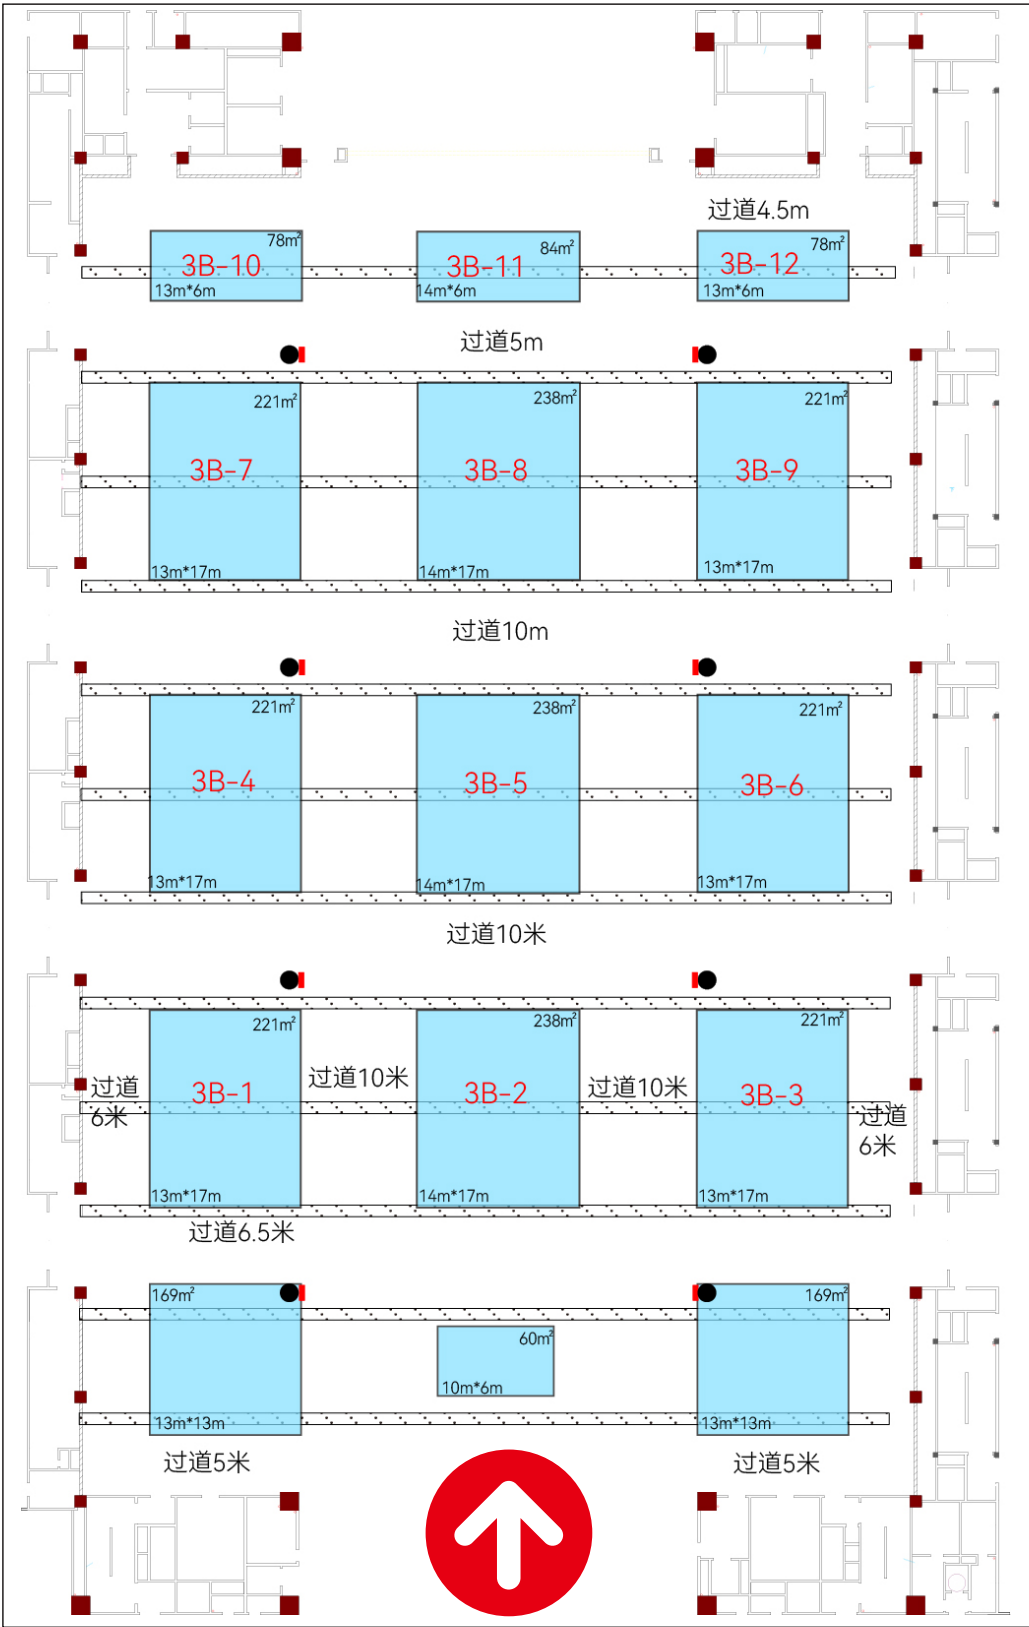 过道4.5m
78m²
3B-10
13m*6m
84m²
3B-11
14m*6m
78m²
3B-12
13m*6m
过道5m
221m²
3B-7
13m*17m
238m²
3B-8
14m*17m
221m²
3B-9
13m*17m
过道10m
221m²
3B-4
13m*17m
238m²
3B-5
14m*17m
221m²
3B-6
13m*17m
过道10米
过道
6米
221m²
3B-1
13m*17m
过道10米
238m²
3B-2
14m*17m
过道10米
221m²
3B-3
13m*17m
过道
6米
过道6.5米
169m²
13m*13m
60m²
10m*6m
169m²
13m*13m
过道5米
过道5米